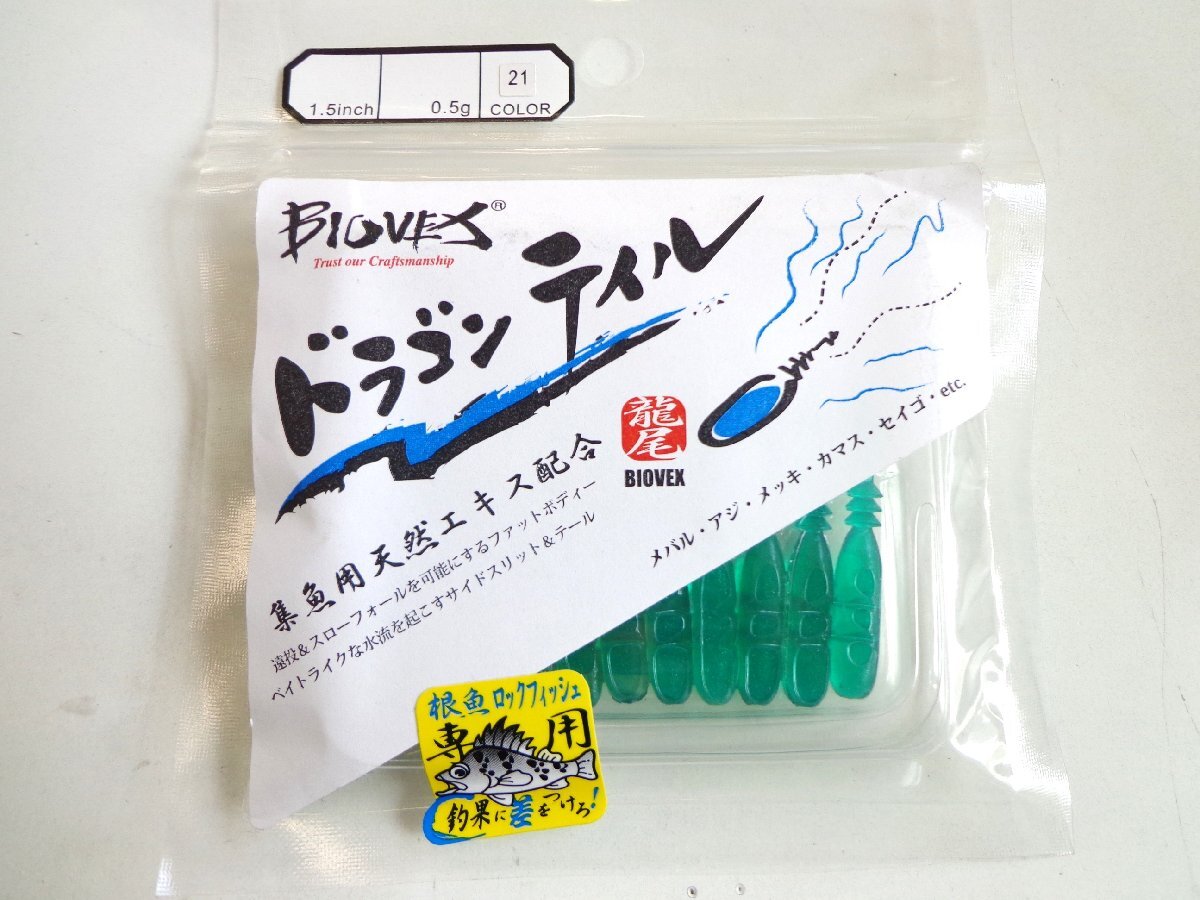 21
1.5inch 0.5g COLOR
BIOVEX®
Trust our Craftsmanship
ドラゴンティル
龍尾
BIOVEX
集魚用天然エキス配合
遠投&スローフォールを可能にするファットボディー
ベイトライクな水流を起こすサイドスリット&テール
メバル・アジ・メッキ・カマス・セイゴ・etc.
根魚ロックフィッシュ
専用
釣果に差をつけろ!